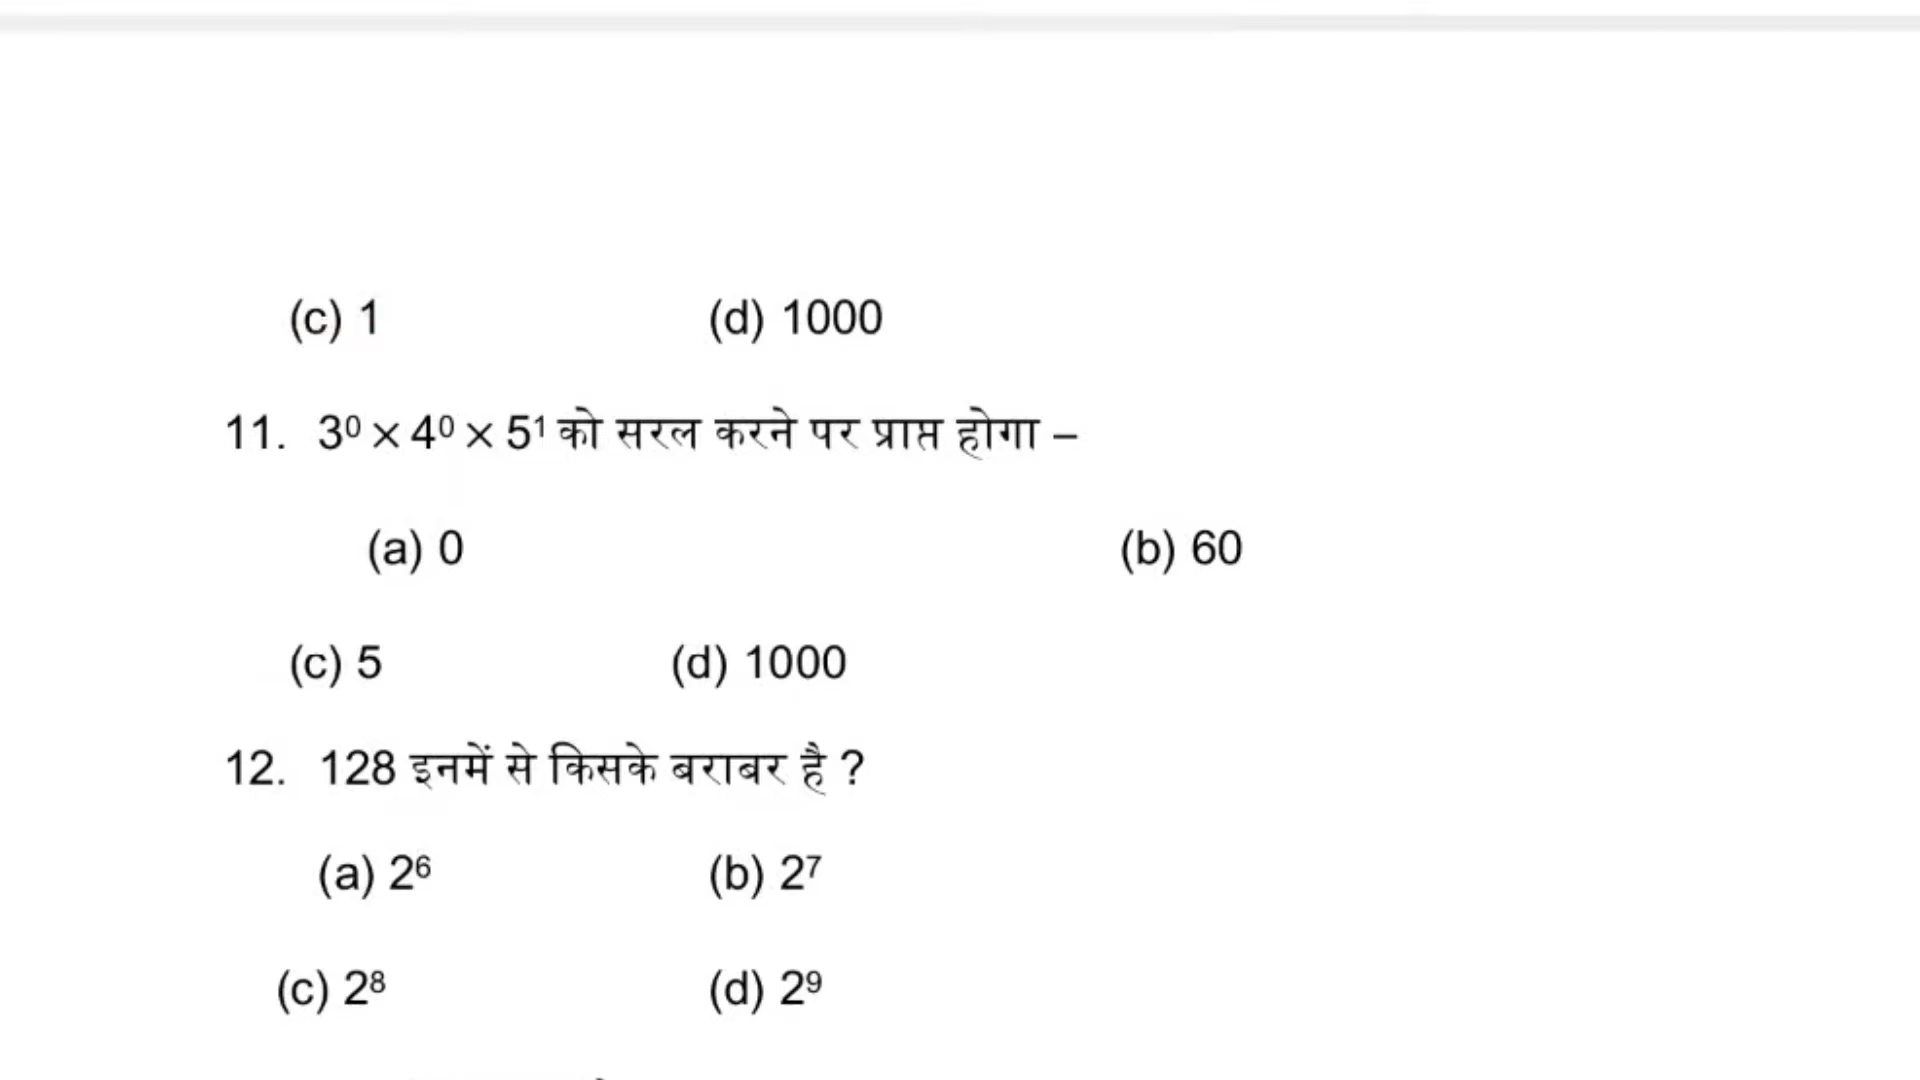 (c) 1 (d) 1000
11. 3⁰ × 4⁰ × 5¹ को सरल करने पर प्राप्त होगा –
(a) 0 (b) 60
(c) 5 (d) 1000
12. 128 इनमें से किसके बराबर है ?
(a) 2⁶ (b) 2⁷
(c) 2⁸ (d) 2⁹